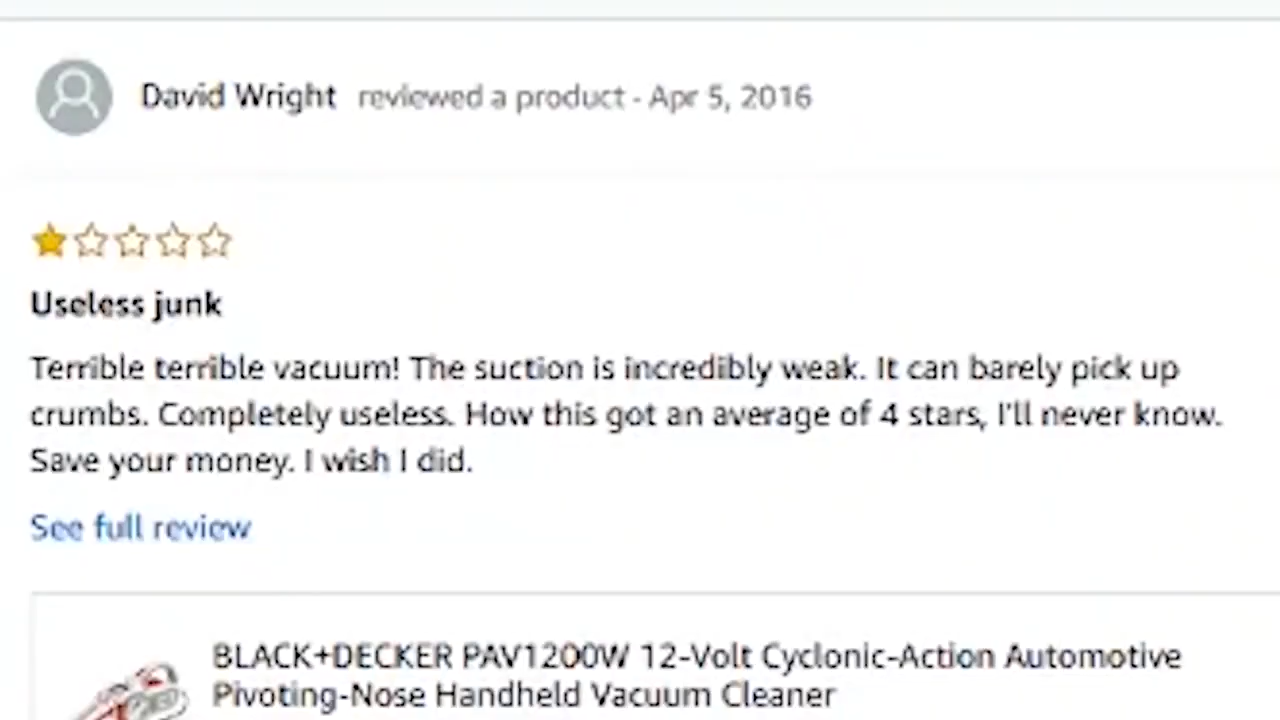 David Wright reviewed a product - Apr 5, 2016
Useless junk
Terrible terrible vacuum! The suction is incredibly weak. It can barely pick up
crumbs. Completely useless. How this got an average of 4 stars, I'll never know.
Save your money. I wish I did.
See full review
BLACK+DECKER PAV1200W 12-Volt Cyclonic-Action Automotive
Pivoting-Nose Handheld Vacuum Cleaner